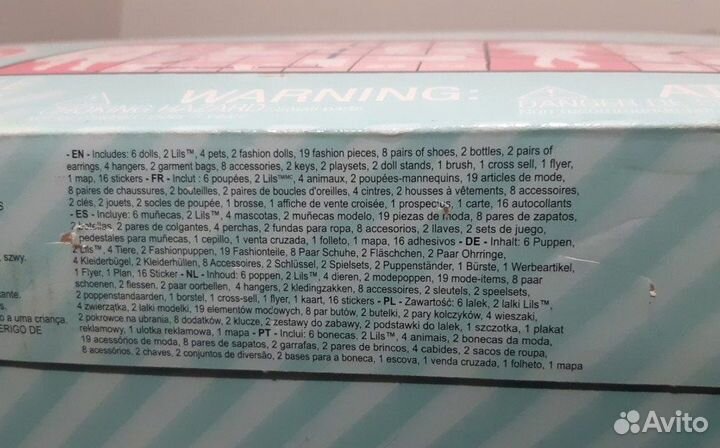 WARNING:
CHOKING HAZARD
- EN - Includes: 6 dolls, 2 Lils™, 4 pets, 2 fashion dolls, 19 fashion pieces, 8 pairs of shoes, 2 bottles, 2 pairs of
earrings, 4 hangers, 2 garment bags, 8 accessories, 2 keys, 2 playsets, 2 doll stands, 1 brush, 1 cross sell, 1 flyer,
1 map, 16 stickers - FR - Inclut : 6 poupées, 2 Lils™ᴹᶜ, 4 animaux, 2 poupées-mannequins, 19 articles de mode,
8 paires de chaussures, 2 bouteilles, 2 paires de boucles d'oreilles, 4 cintres, 2 housses à vêtements, 8 accessoires,
2 clés, 2 jouets, 2 socles de poupée, 1 brosse, 1 affiche de vente croisée, 1 prospectus, 1 carte, 16 autocollants
- ES - Incluye: 6 muñecas, 2 Lils™, 4 mascotas, 2 muñecas modelo, 19 piezas de moda, 8 pares de zapatos,
2 botellas, 2 pares de colgantes, 4 perchas, 2 fundas para ropa, 8 accesorios, 2 llaves, 2 sets de juego,
pedestales para muñecas, 1 cepillo, 1 venta cruzada, 1 folleto, 1 mapa, 16 adhesivos - DE - Inhalt: 6 Puppen,
2 Lils™, 4 Tiere, 2 Fashionpuppen, 19 Fashionteile, 8 Paar Schuhe, 2 Fläschchen, 2 Paar Ohrringe,
4 Kleiderbügel, 2 Kleiderhüllen, 8 Accessoires, 2 Schlüssel, 2 Spielsets, 2 Puppenständer, 1 Bürste, 1 Werbeartikel,
1 Flyer, 1 Plan, 16 Sticker - NL - Inhoud: 6 poppen, 2 Lils™, 4 dieren, 2 modepoppen, 19 mode-items, 8 paar
schoenen, 2 flessen, 2 paar oorbellen, 4 hangers, 2 kledingzakken, 8 accessoires, 2 sleutels, 2 speelsets,
2 poppenstandaarden, 1 borstel, 1 cross-sell, 1 flyer, 1 kaart, 16 stickers - PL - Zawartość: 6 lalek, 2 lalki Lils™,
4 zwierzątka, 2 lalki modelki, 19 elementów modowych, 8 par butów, 2 butelki, 2 pary kolczyków, 4 wieszaki,
2 pokrowce na ubrania, 8 dodatków, 2 klucze, 2 zestawy do zabawy, 2 podstawki do lalek, 1 szczotka, 1 plakat
reklamowy, 1 ulotka reklamowa, 1 mapa - PT - Inclui: 6 bonecas, 2 Lils™, 4 animais, 2 bonecas da moda,
19 acessórios de moda, 8 pares de sapatos, 2 garrafas, 2 pares de brincos, 4 cabides, 2 sacos de roupa,
8 acessórios, 2 chaves, 2 conjuntos de diversão, 2 bases para a boneca, 1 escova, 1 venda cruzada, 1 folheto, 1 mapa
szwy.
cante.
o a uma criança.
ERIGO DE
Avito